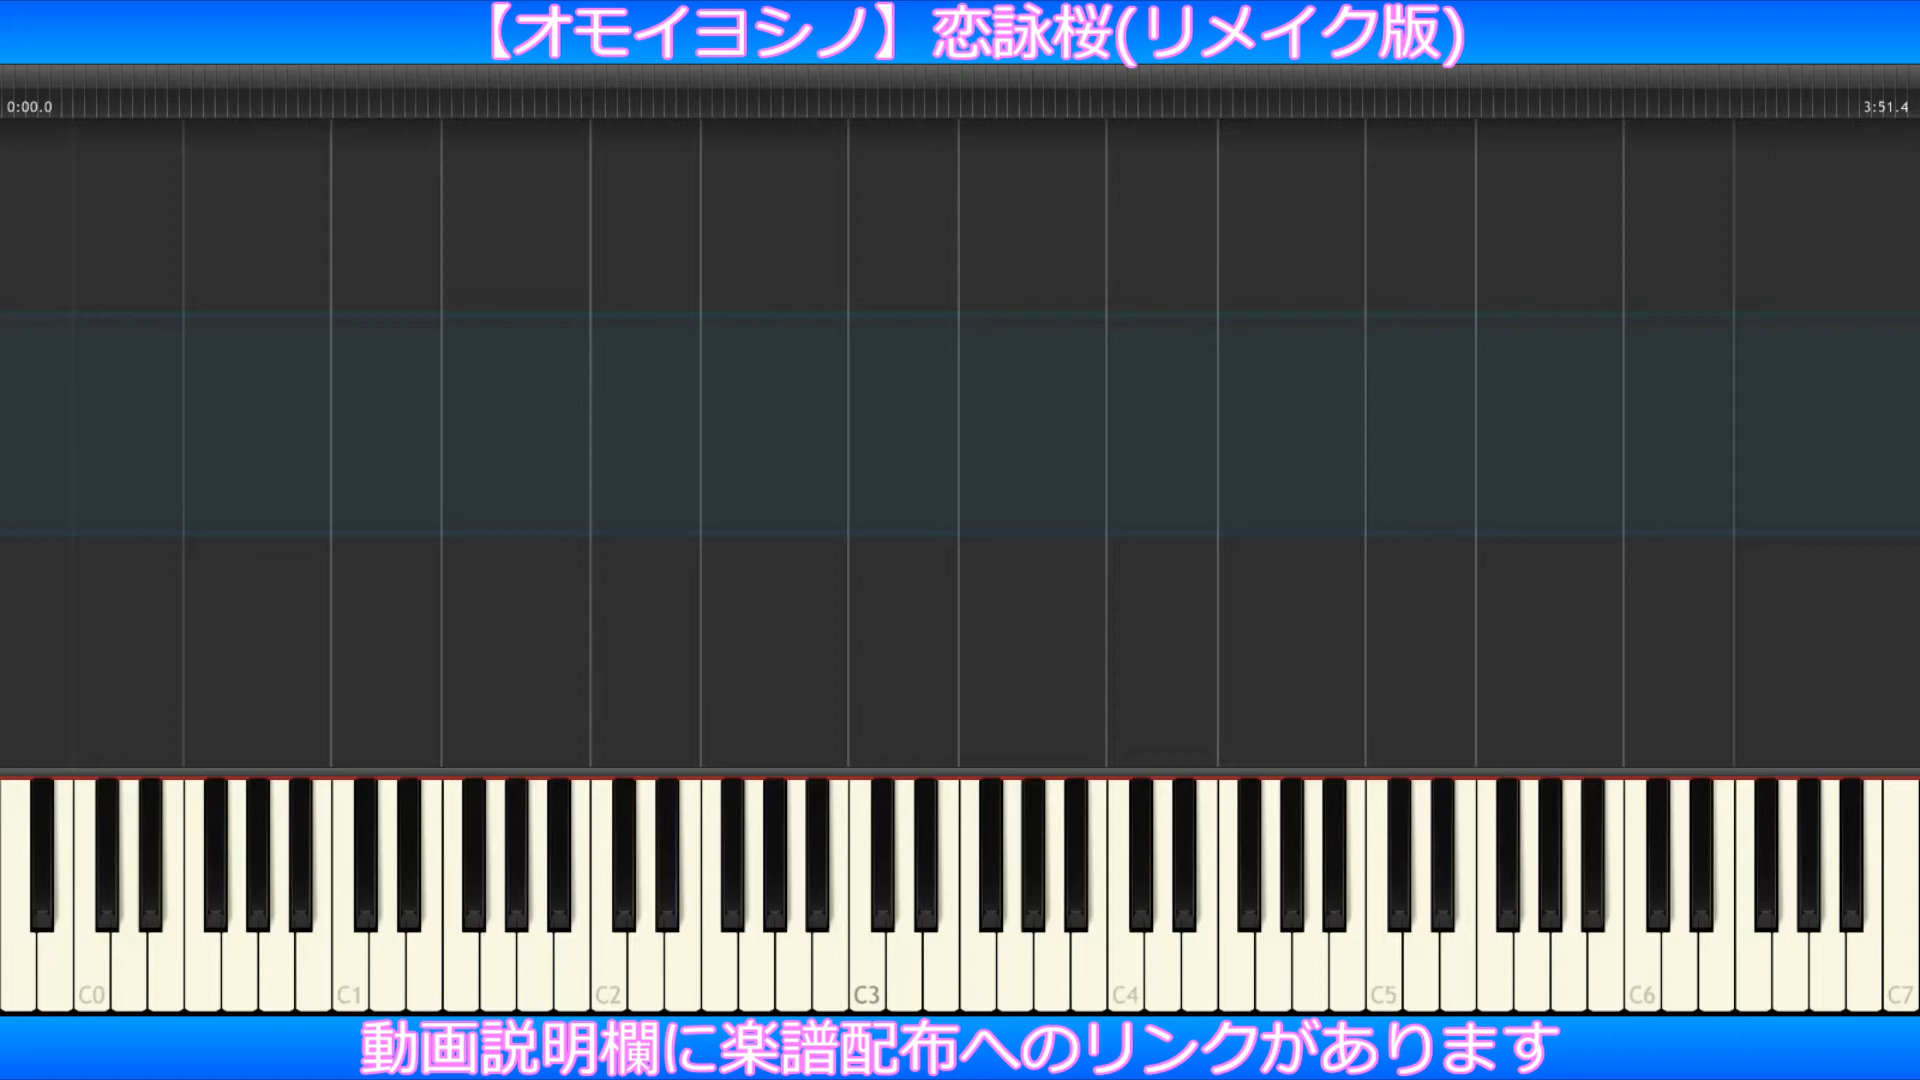 【オモイヨシノ】恋詠桜(リメイク版)
0:00.0 3:51.4
C0 C1 C2 C3 C4 C5 C6 C7
動画説明欄に楽譜配布へのリンクがあります